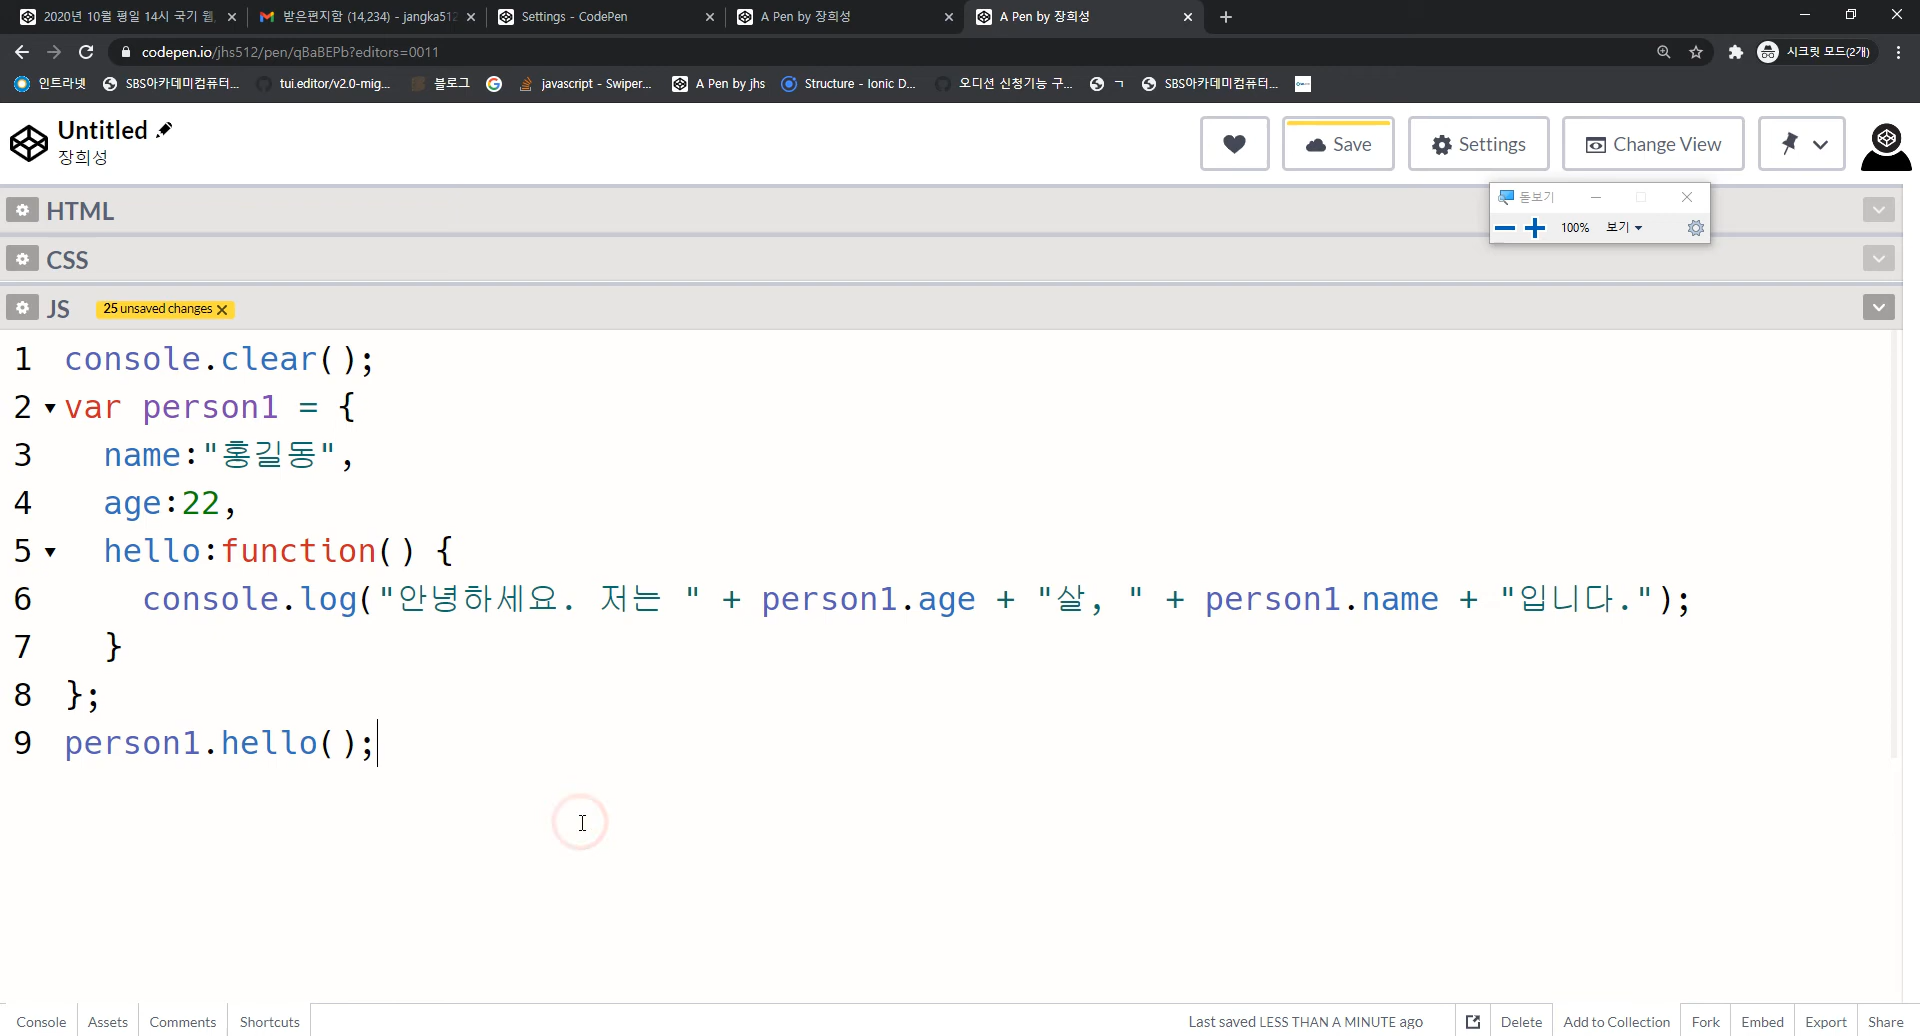 2020년 10월 평일 14시 국기 웹
받은편지함 (14,234) - jangka512
Settings - CodePen
A Pen by 장희성
A Pen by 장희성
codepen.io/jhs512/pen/qBaBEPb?editors=0011
시크릿 모드(2개)
인트라넷
SBS아카데미컴퓨터...
tui.editor/v2.0-mig...
블로그
javascript - Swiper...
A Pen by jhs
Structure - Ionic D...
오디션 신청기능 구...
ㄱ
SBS아카데미컴퓨터...
Untitled
장희성
Save
Settings
Change View
돋보기
100%
보기
HTML
CSS
JS
25 unsaved changes
1 console.clear();
2 var person1 = {
3 name:"홍길동",
4 age:22,
5 hello:function() {
6 console.log("안녕하세요. 저는 " + person1.age + "살, " + person1.name + "입니다.");
7 }
8 };
9 person1.hello();
Console
Assets
Comments
Shortcuts
Last saved LESS THAN A MINUTE ago
Delete
Add to Collection
Fork
Embed
Export
Share